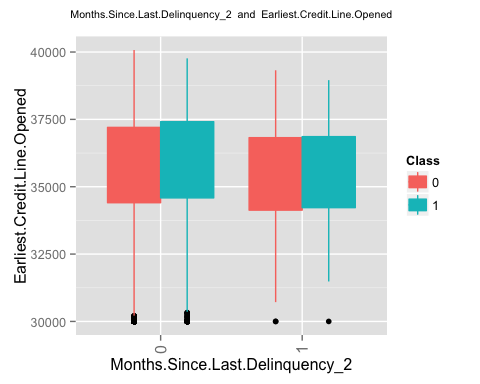 Months.Since.Last.Delinquency_2 and Earliest.Credit.Line.Opened
40000
37500
35000
32500
30000
Earliest.Credit.Line.Opened
0
1
Months.Since.Last.Delinquency_2
Class
0
1